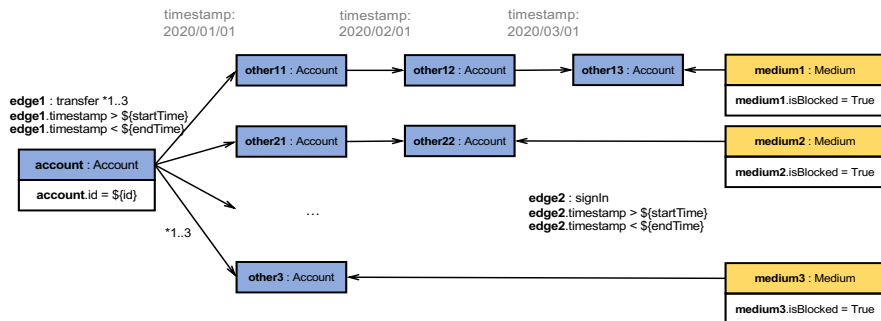 timestamp:
2020/01/01
timestamp:
2020/02/01
timestamp:
2020/03/01
other11 : Account
other12 : Account
other13 : Account
medium1 : Medium
medium1.isBlocked = True
edge1 : transfer *1..3
edge1.timestamp > ${startTime}
edge1.timestamp < ${endTime}
other21 : Account
other22 : Account
medium2 : Medium
medium2.isBlocked = True
account : Account
account.id = ${id}
...
edge2 : signIn
edge2.timestamp > ${startTime}
edge2.timestamp < ${endTime}
*1..3
other3 : Account
medium3 : Medium
medium3.isBlocked = True